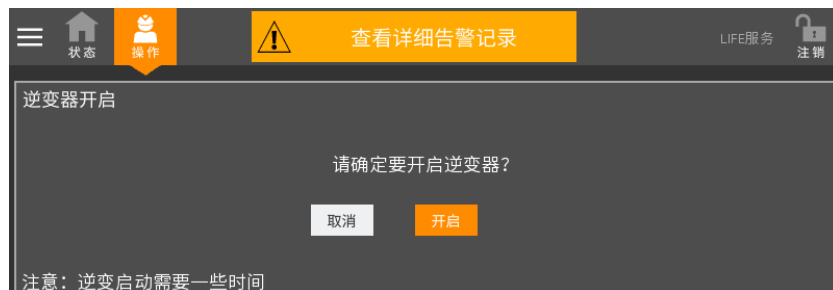 状态
操作
查看详细告警记录
LIFE服务
注销
逆变器开启
请确定要开启逆变器？
取消
开启
注意：逆变启动需要一些时间